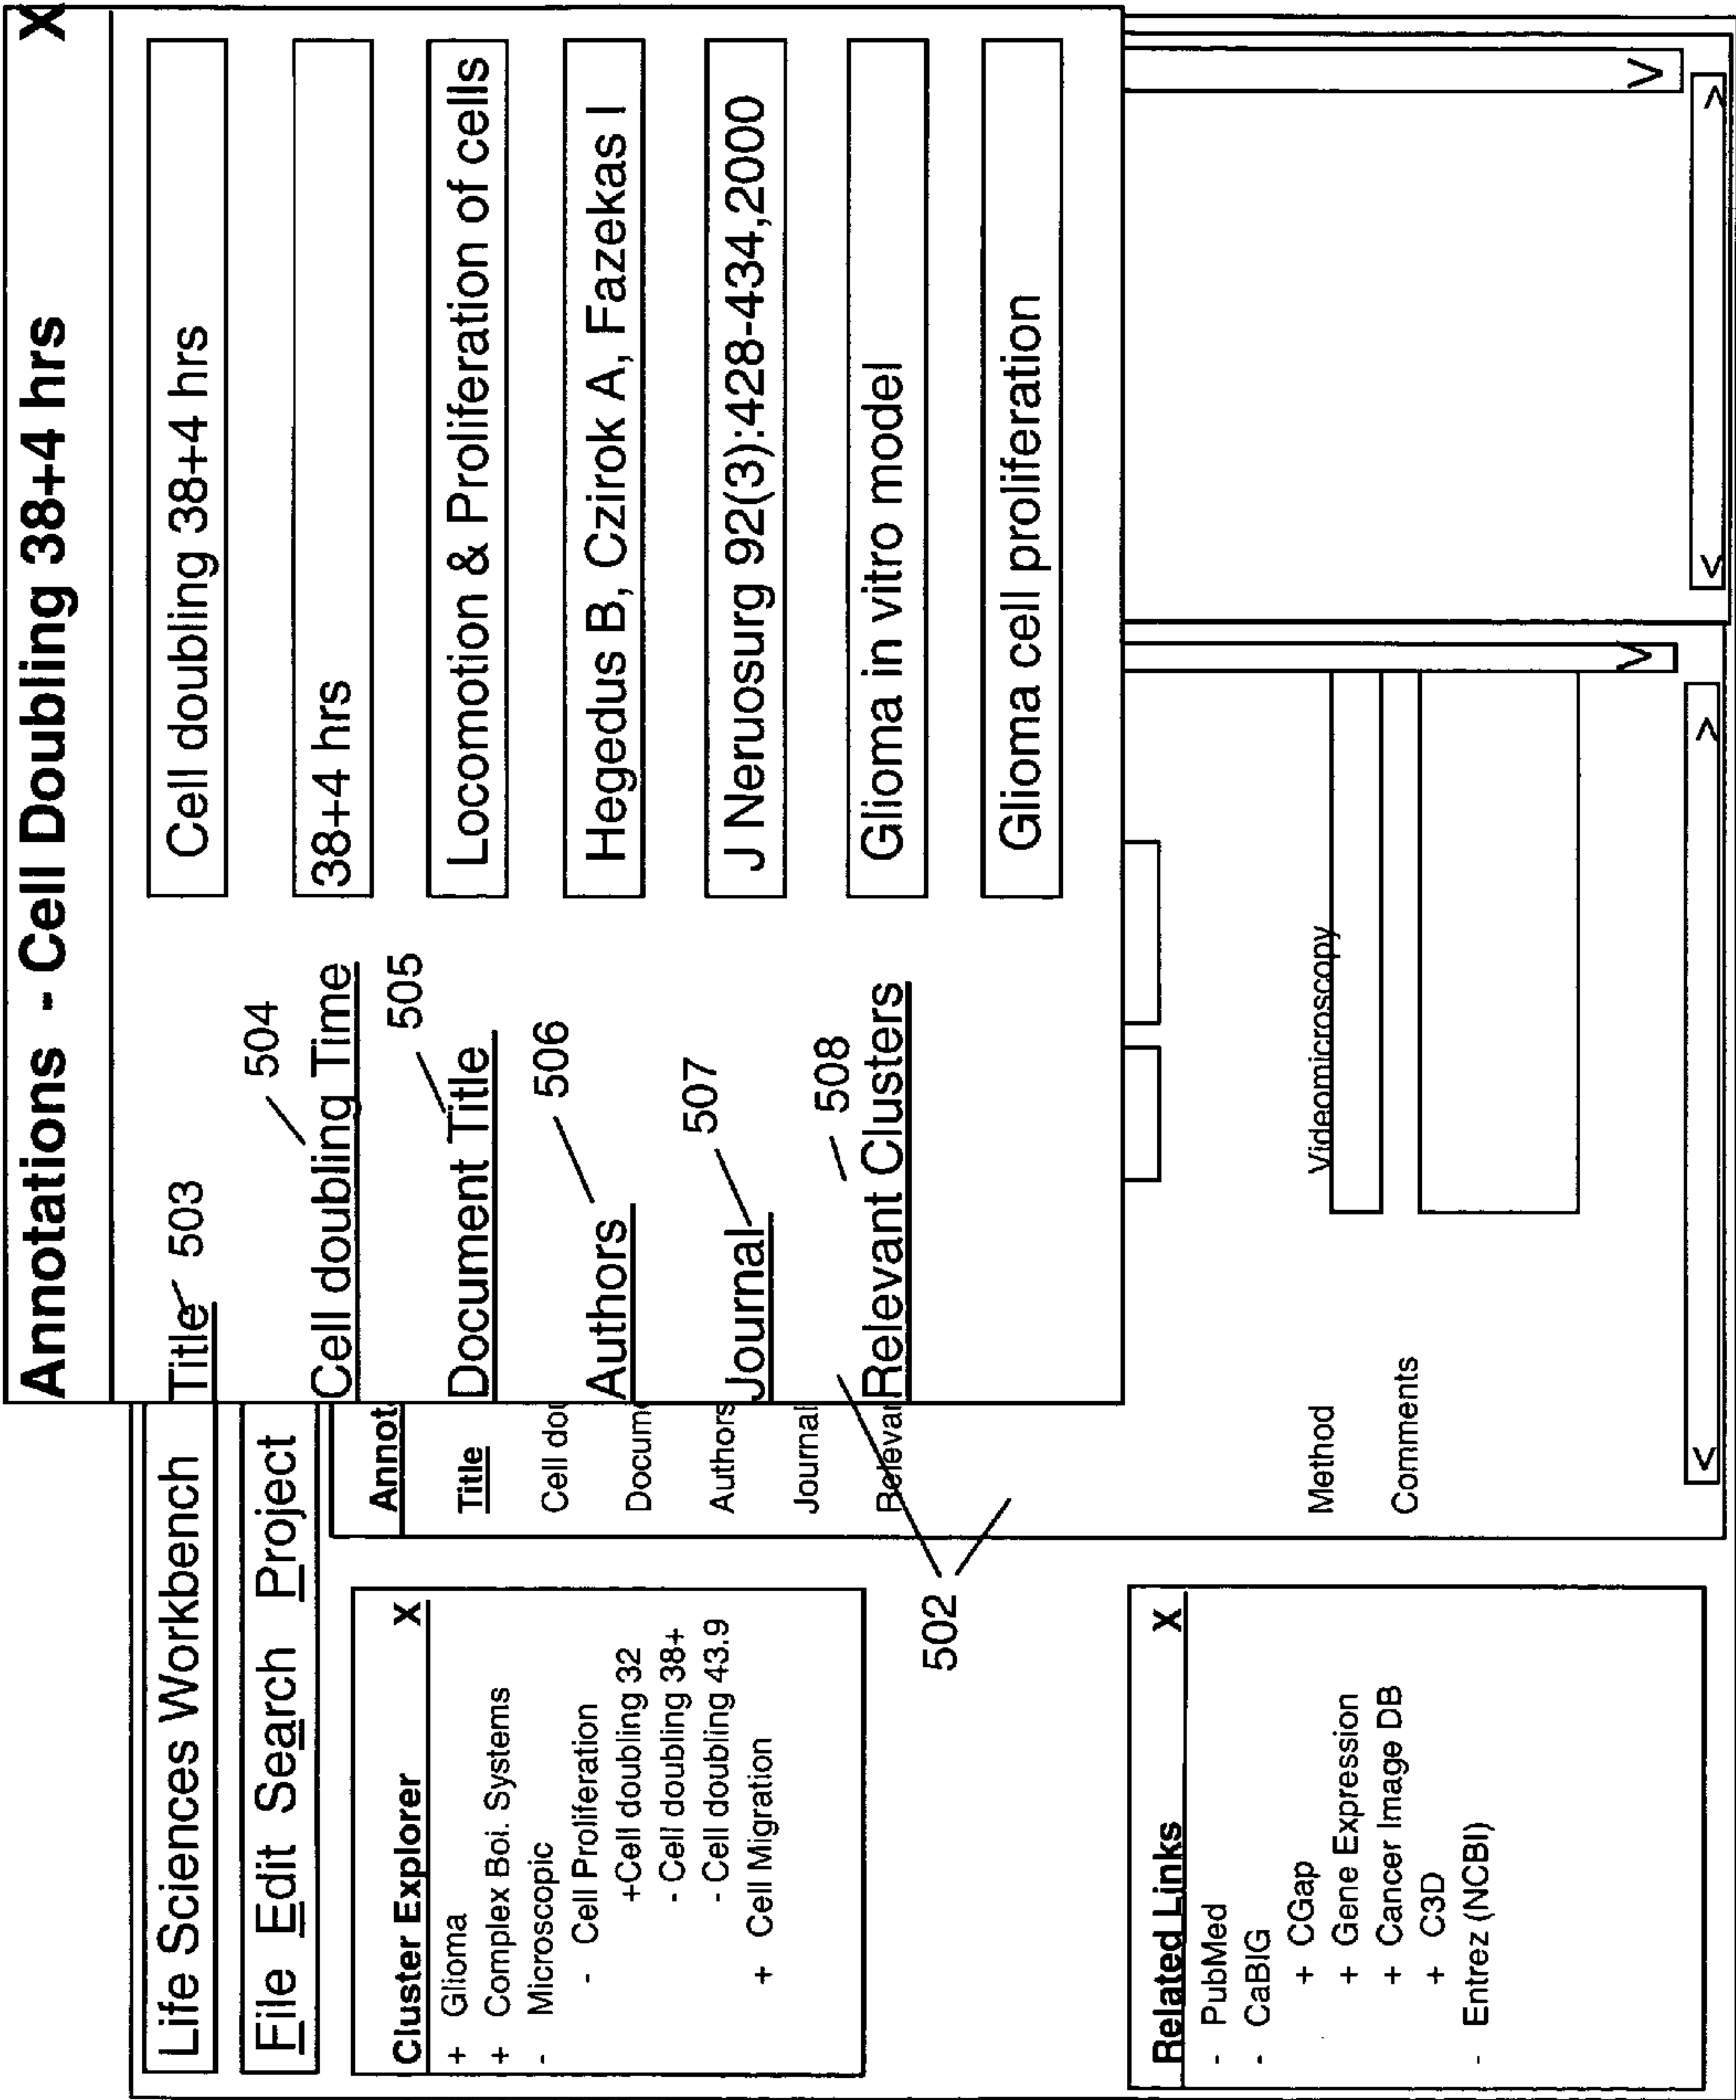 Annotations - Cell Doubling 38+4 hrs X
Title 503 Cell doubling 38+4 hrs
504
Cell doubling Time 38+4 hrs
505
Document Title Locomotion & Proliferation of cells
506
Authors Hegedus B, Czirok A, Fazekas I
507
Journal J Neruosurg 92(3):428-434,2000
508
Relevant Clusters Glioma in vitro model
Glioma cell proliferation
Life Sciences Workbench
File Edit Search Project
Cluster Explorer X
+ Glioma
+ Complex Boi. Systems
- Microscopic
- Cell Proliferation
+Cell doubling 32
- Cell doubling 38+
- Cell doubling 43.9
+ Cell Migration
Annot
Title
Cell dou
Docum
Authors
Journal
Relevan
502
Method Videomicroscopy
Comments
Related Links X
- PubMed
- CaBIG
+ CGap
+ Gene Expression
+ Cancer Image DB
+ C3D
- Entrez (NCBI)
< >
V
< >
V